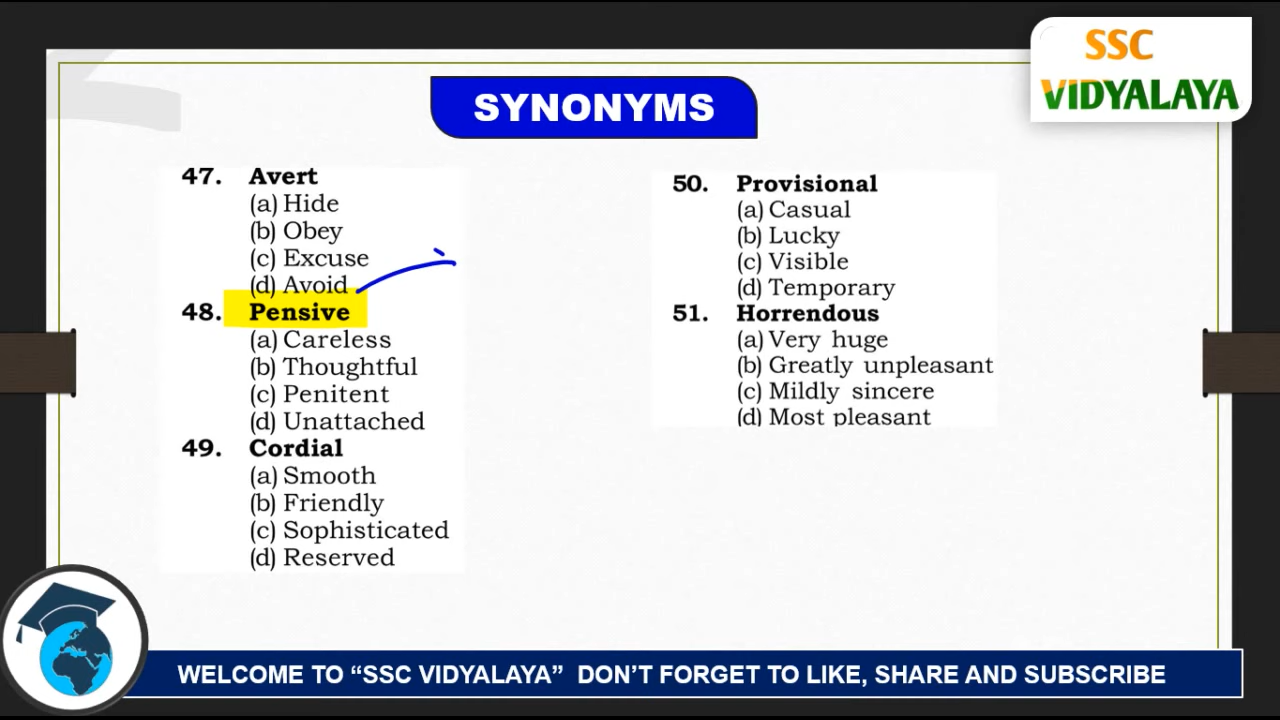 SSC
VIDYALAYA
SYNONYMS
47. Avert
(a) Hide
(b) Obey
(c) Excuse
(d) Avoid
48. Pensive
(a) Careless
(b) Thoughtful
(c) Penitent
(d) Unattached
49. Cordial
(a) Smooth
(b) Friendly
(c) Sophisticated
(d) Reserved
50. Provisional
(a) Casual
(b) Lucky
(c) Visible
(d) Temporary
51. Horrendous
(a) Very huge
(b) Greatly unpleasant
(c) Mildly sincere
(d) Most pleasant
WELCOME TO “SSC VIDYALAYA” DON’T FORGET TO LIKE, SHARE AND SUBSCRIBE